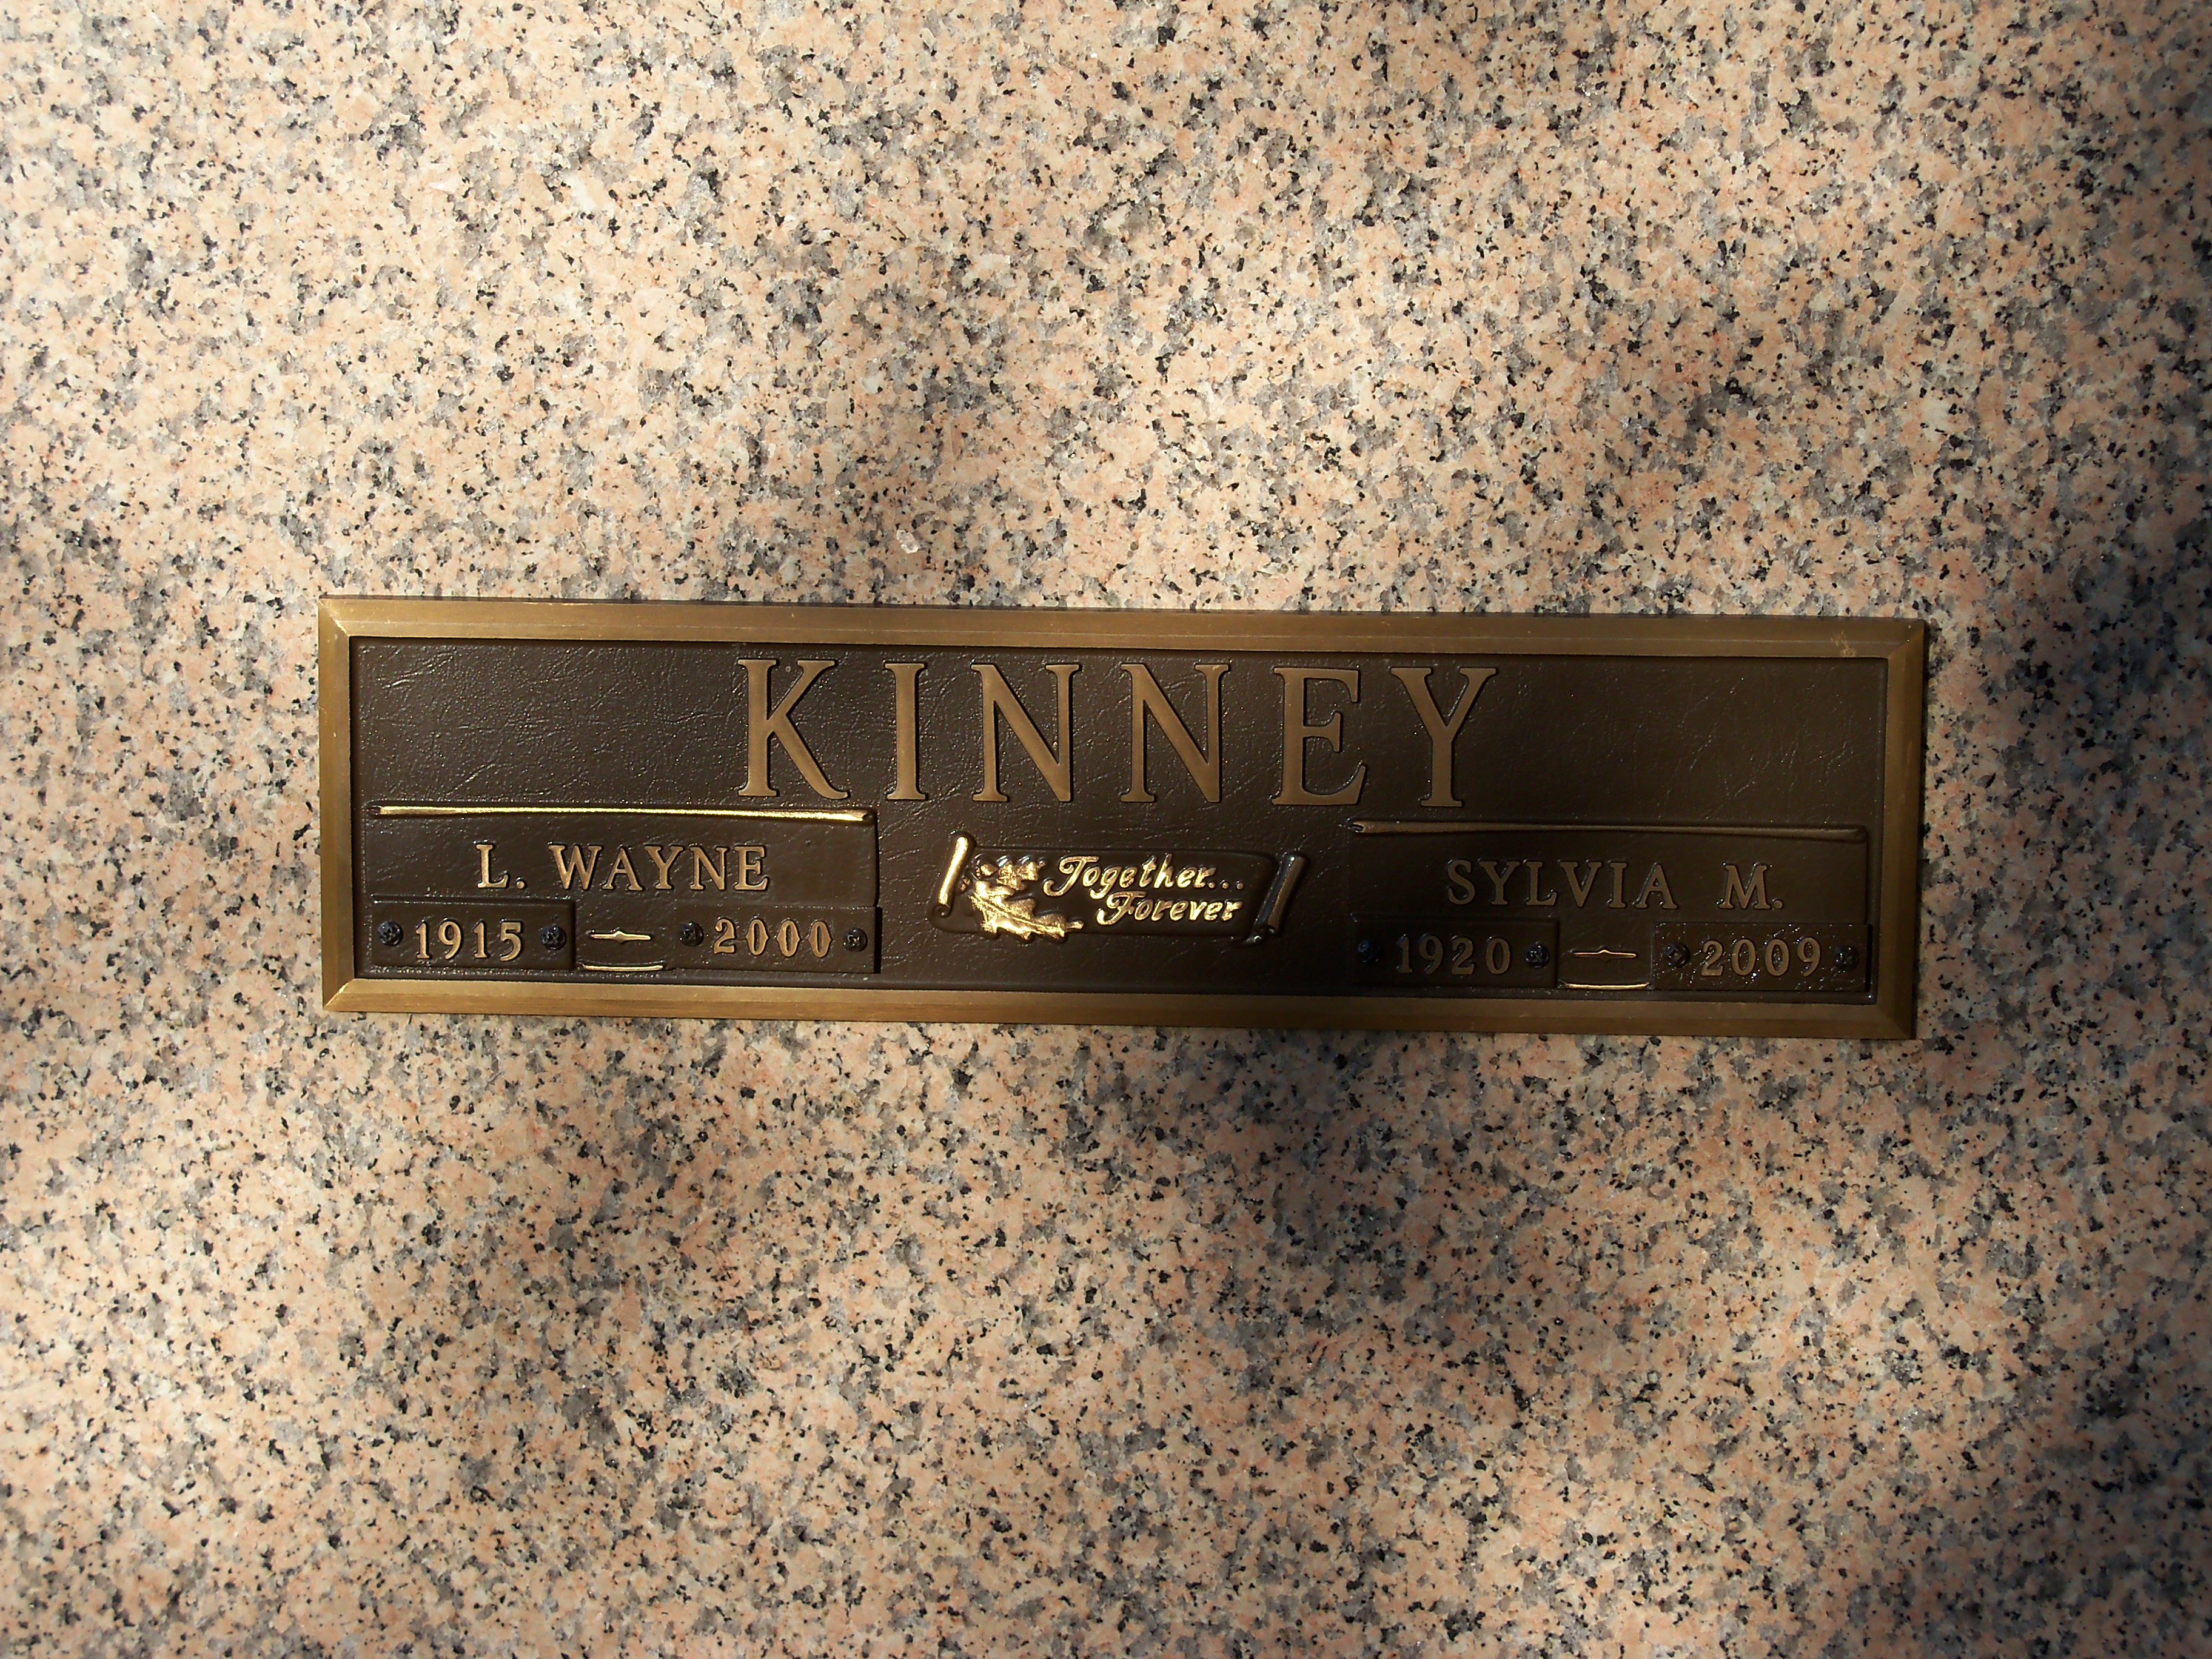 KINNEY
L. WAYNE
1915 — 2000
Together...
Forever
SYLVIA M.
1920 — 2009